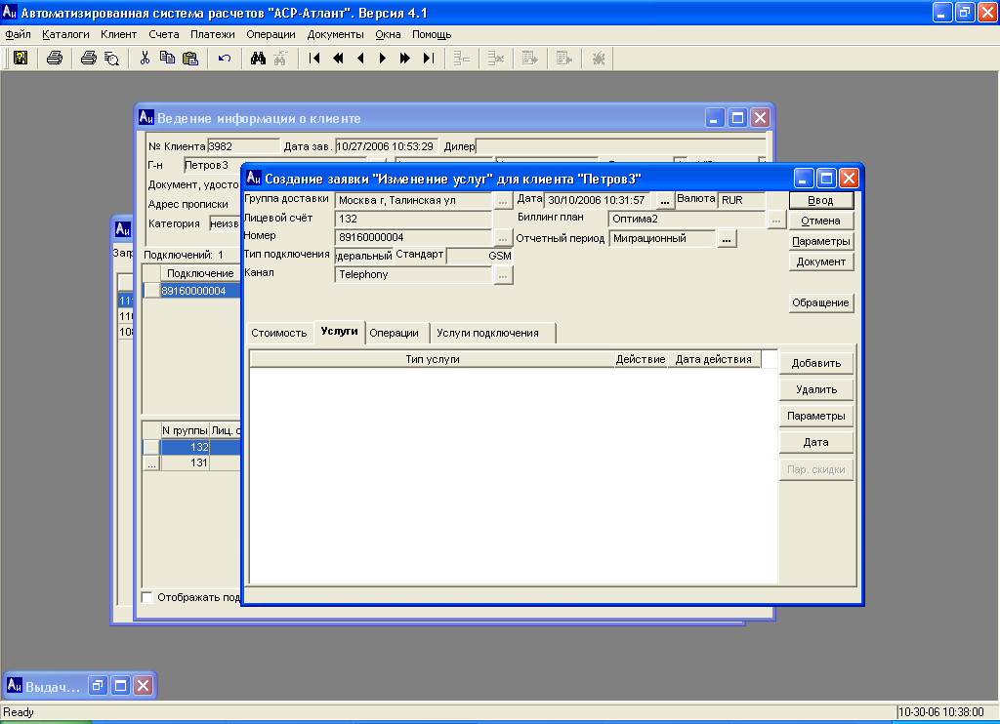 Автоматизированная система расчетов "АСР-Атлант". Версия 4.1
Файл Каталоги Клиент Счета Платежи Операции Документы Окна Помощь
Ведение информации о клиенте
№ Клиента 3982 Дата зав. 10/27/2006 10:53:29 Дилер
Г-н Петров3
Документ, удосто
Адрес прописки
Категория неизв
Подключений: 1
Подключение
89160000004
N группы Лиц. с
132
131
...
Отображать под
Загр
11
110
108
Создание заявки "Изменение услуг" для клиента "Петров3"
Группа доставки Москва г, Талинская ул ... Дата 30/10/2006 10:31:57 ... Валюта RUR Ввод
Лицевой счёт 132 Биллинг план Оптима2 ... Отмена
Номер 89160000004 ... Отчетный период Миграционный ... Параметры
Тип подключения едеральный Стандарт GSM Документ
Канал Telephony ...
Обращение
Стоимость Услуги Операции Услуги подключения
Тип услуги Действие Дата действия
Добавить
Удалить
Параметры
Дата
Пар. скидки
Выдач...
Ready 10-30-06 10:38:00